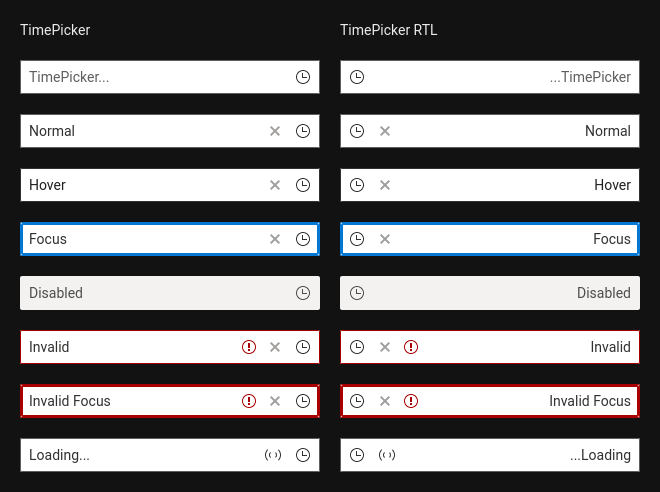 TimePicker
TimePicker RTL
TimePicker...
...TimePicker
Normal
Normal
Hover
Hover
Focus
Focus
Disabled
Disabled
Invalid
Invalid
Invalid Focus
Invalid Focus
Loading...
...Loading